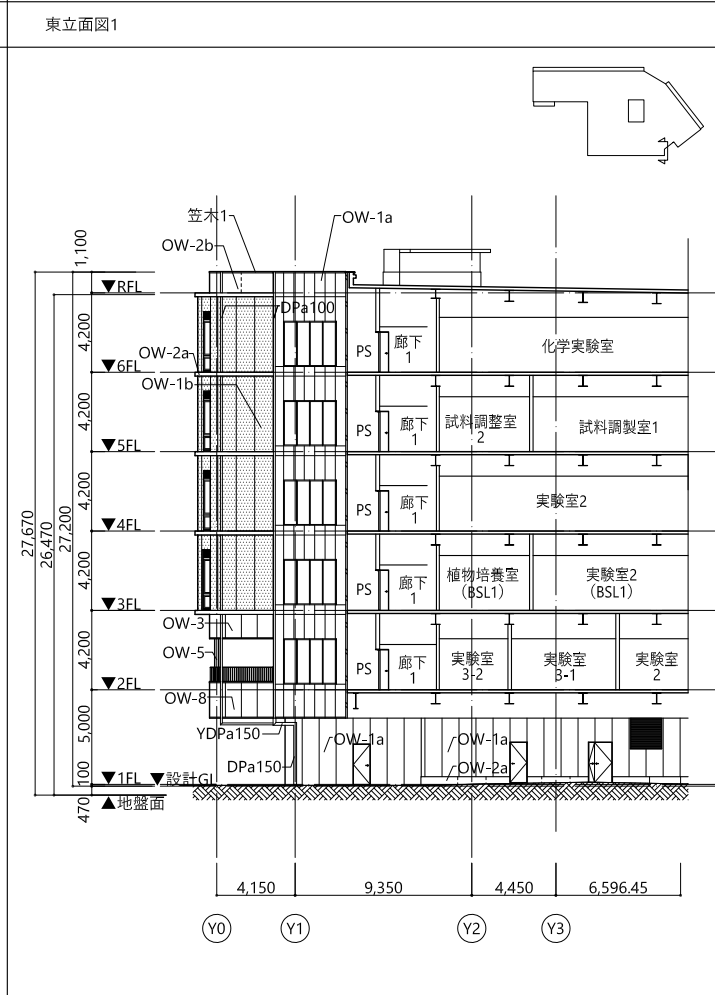 東立面図1
笠木1
OW-1a
OW-2b
1,100
▼RFL
DPa100
4,200
OW-2a
PS
廊下
1
化学実験室
▼6FL
OW-1b
4,200
PS
廊下
1
試料調整室
2
試料調製室1
▼5FL
4,200
PS
廊下
1
実験室2
▼4FL
27,670
26,470
27,200
4,200
PS
廊下
1
植物培養室
(BSL1)
実験室2
(BSL1)
▼3FL
OW-3
4,200
OW-5
PS
廊下
1
実験室
3-2
実験室
3-1
実験室
2
▼2FL
OW-8
5,000
YDPa150
OW-1a
OW-1a
DPa150
OW-2a
100
▼1FL
▼設計GL
470
▲地盤面
4,150
9,350
4,450
6,596.45
Y0
Y1
Y2
Y3